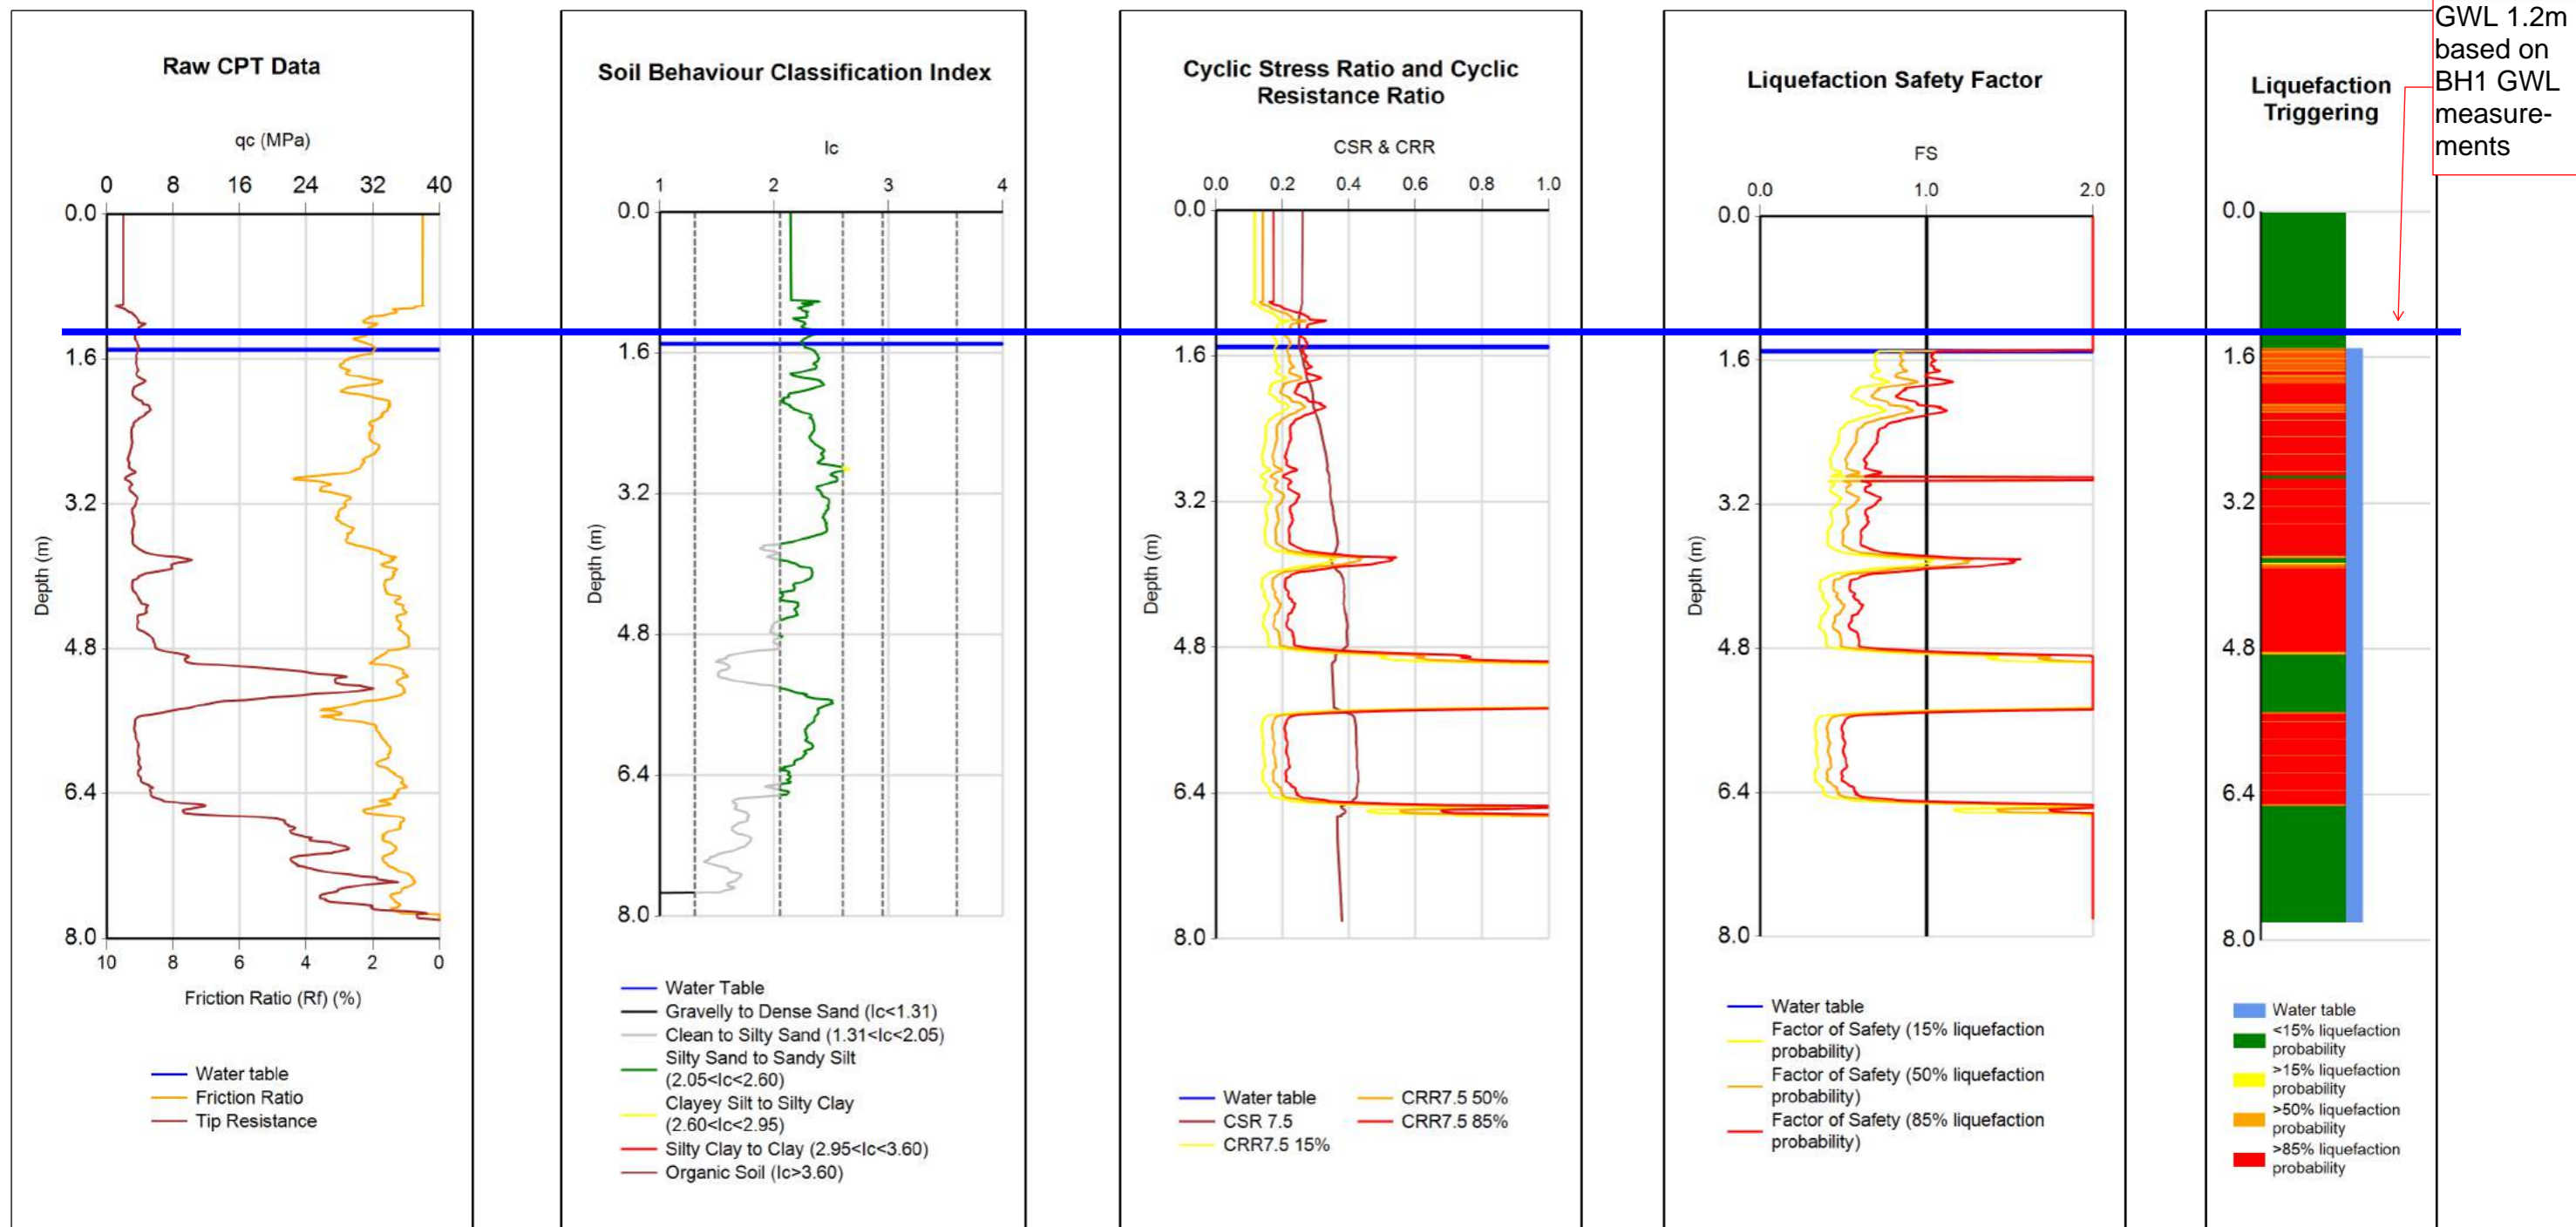 Raw CPT Data
qc (MPa)
0 8 16 24 32 40
0.0
1.6
3.2
4.8
6.4
8.0
Depth (m)
10 8 6 4 2 0
Friction Ratio (Rf) (%)
Water table
Friction Ratio
Tip Resistance
Soil Behaviour Classification Index
Ic
1 2 3 4
0.0
1.6
3.2
4.8
6.4
8.0
Depth (m)
Water Table
Gravelly to Dense Sand (Ic<1.31)
Clean to Silty Sand (1.31<Ic<2.05)
Silty Sand to Sandy Silt
(2.05<Ic<2.60)
Clayey Silt to Silty Clay
(2.60<Ic<2.95)
Silty Clay to Clay (2.95<Ic<3.60)
Organic Soil (Ic>3.60)
Cyclic Stress Ratio and Cyclic
Resistance Ratio
CSR & CRR
0.0 0.2 0.4 0.6 0.8 1.0
0.0
1.6
3.2
4.8
6.4
8.0
Depth (m)
Water table
CSR 7.5
CRR7.5 15%
CRR7.5 50%
CRR7.5 85%
Liquefaction Safety Factor
FS
0.0 1.0 2.0
0.0
1.6
3.2
4.8
6.4
8.0
Depth (m)
Water table
Factor of Safety (15% liquefaction
probability)
Factor of Safety (50% liquefaction
probability)
Factor of Safety (85% liquefaction
probability)
Liquefaction
Triggering
0.0
1.6
3.2
4.8
6.4
8.0
Water table
<15% liquefaction
probability
>15% liquefaction
probability
>50% liquefaction
probability
>85% liquefaction
probability
GWL 1.2m
based on
BH1 GWL
measure-
ments